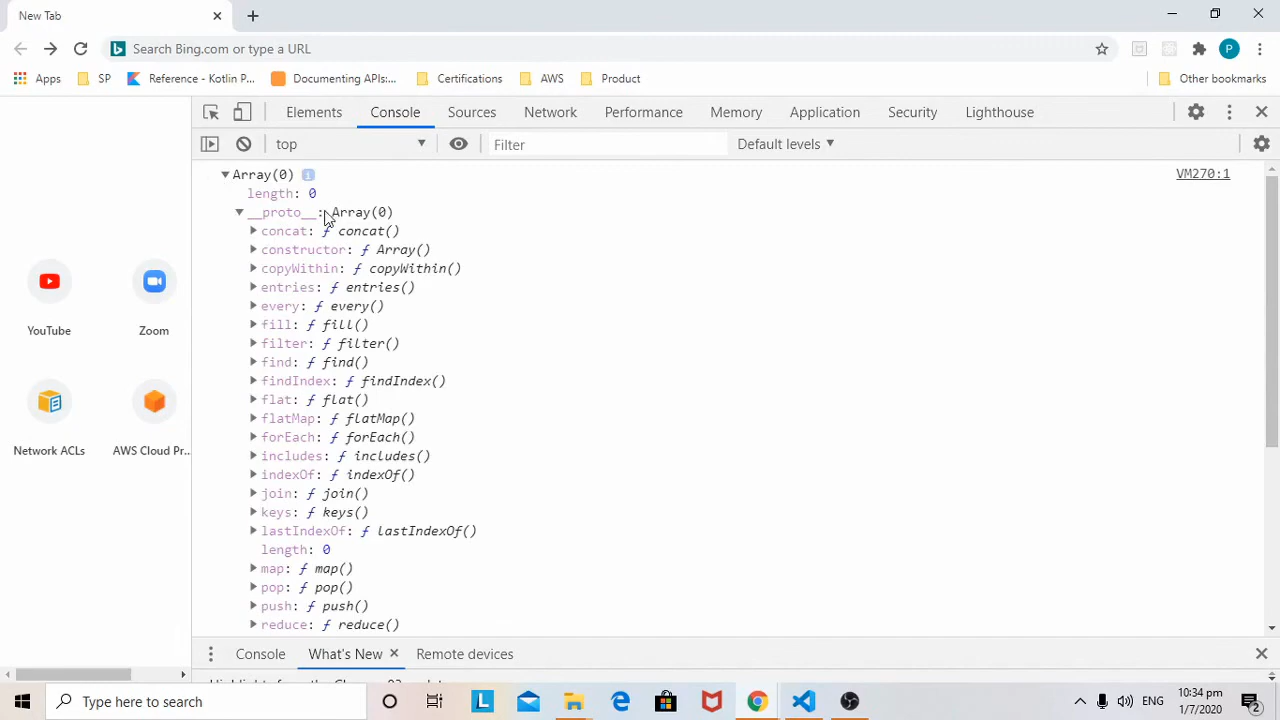 New Tab
Search Bing.com or type a URL
P
Apps SP Reference - Kotlin P... Documenting APIs:... Certifications AWS Product Other bookmarks
Elements Console Sources Network Performance Memory Application Security Lighthouse
top Filter Default levels
Array(0) i VM270:1
length: 0
__proto__: Array(0)
concat: ƒ concat()
constructor: ƒ Array()
copyWithin: ƒ copyWithin()
entries: ƒ entries()
every: ƒ every()
fill: ƒ fill()
filter: ƒ filter()
find: ƒ find()
findIndex: ƒ findIndex()
flat: ƒ flat()
flatMap: ƒ flatMap()
forEach: ƒ forEach()
includes: ƒ includes()
indexOf: ƒ indexOf()
join: ƒ join()
keys: ƒ keys()
lastIndexOf: ƒ lastIndexOf()
length: 0
map: ƒ map()
pop: ƒ pop()
push: ƒ push()
reduce: ƒ reduce()
YouTube Zoom
Network ACLs AWS Cloud Pr...
Console What's New Remote devices
Type here to search
L
ENG
10:34 pm
1/7/2020
2